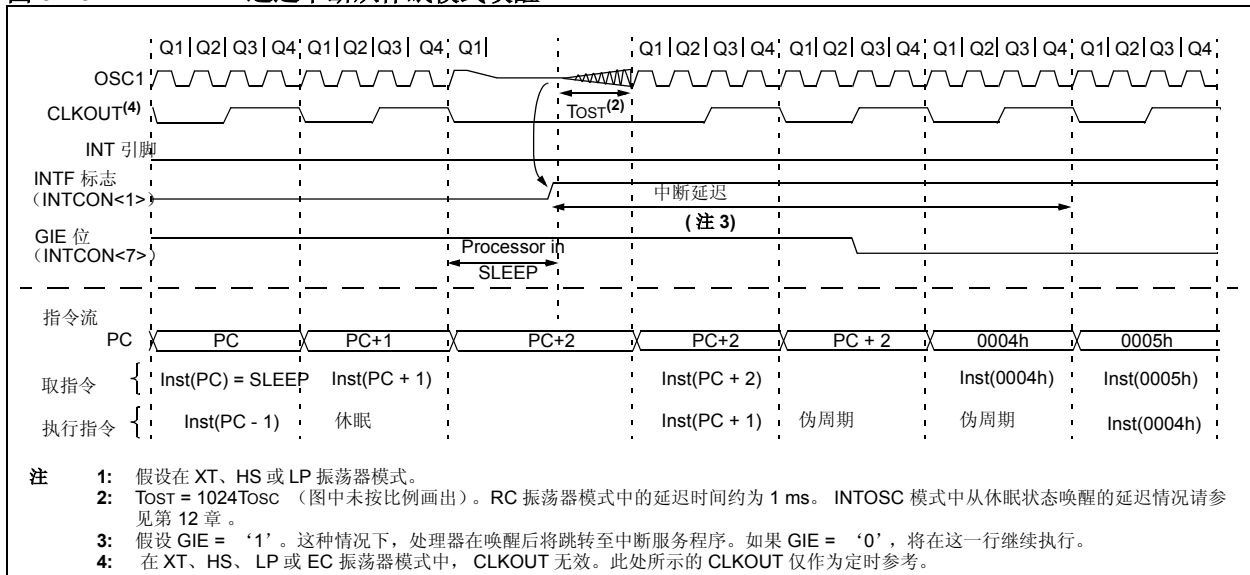 Q1 Q2 Q3 Q4 Q1 Q2 Q3 Q4 Q1 Q1 Q2 Q3 Q4 Q1 Q2 Q3 Q4 Q1 Q2 Q3 Q4 Q1 Q2 Q3 Q4
OSC1
CLKOUT(4)
TOST(2)
INT 引脚
INTF 标志
（INTCON<1>）
中断延迟
(注 3)
GIE 位
（INTCON<7>）
Processor in
SLEEP
指令流
PC PC PC+1 PC+2 PC+2 PC + 2 0004h 0005h
取指令 { Inst(PC) = SLEEP Inst(PC + 1) Inst(PC + 2) Inst(0004h) Inst(0005h)
执行指令 { Inst(PC - 1) 休眠 Inst(PC + 1) 伪周期 伪周期 Inst(0004h)
注 1: 假设在 XT、HS 或 LP 振荡器模式。
2: TOST = 1024TOSC （图中未按比例画出）。RC 振荡器模式中的延迟时间约为 1 ms。 INTOSC 模式中从休眠状态唤醒的延迟情况请参
见第 12 章 。
3: 假设 GIE = ‘1’。这种情况下，处理器在唤醒后将跳转至中断服务程序。如果 GIE = ‘0’，将在这一行继续执行。
4: 在 XT、HS、 LP 或 EC 振荡器模式中， CLKOUT 无效。此处所示的 CLKOUT 仅作为定时参考。